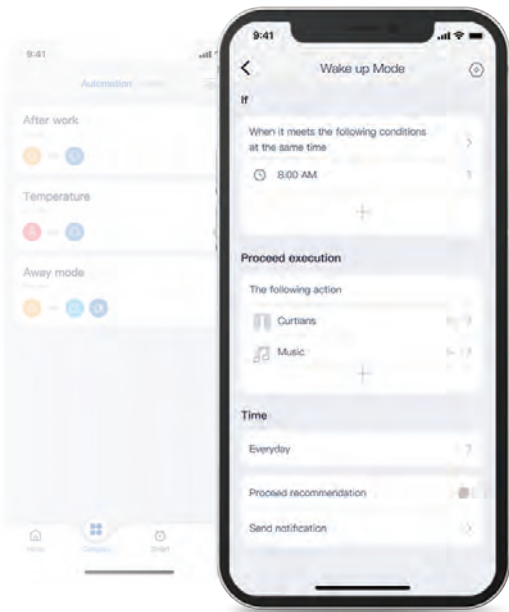 9:41
Automation
After work
Temperature
Away mode
9:41
Wake up Mode
If
When it meets the following conditions
at the same time
8:00 AM
Proceed execution
The following action
Curtians
Music
Time
Everyday
Proceed recommendation
Send notification